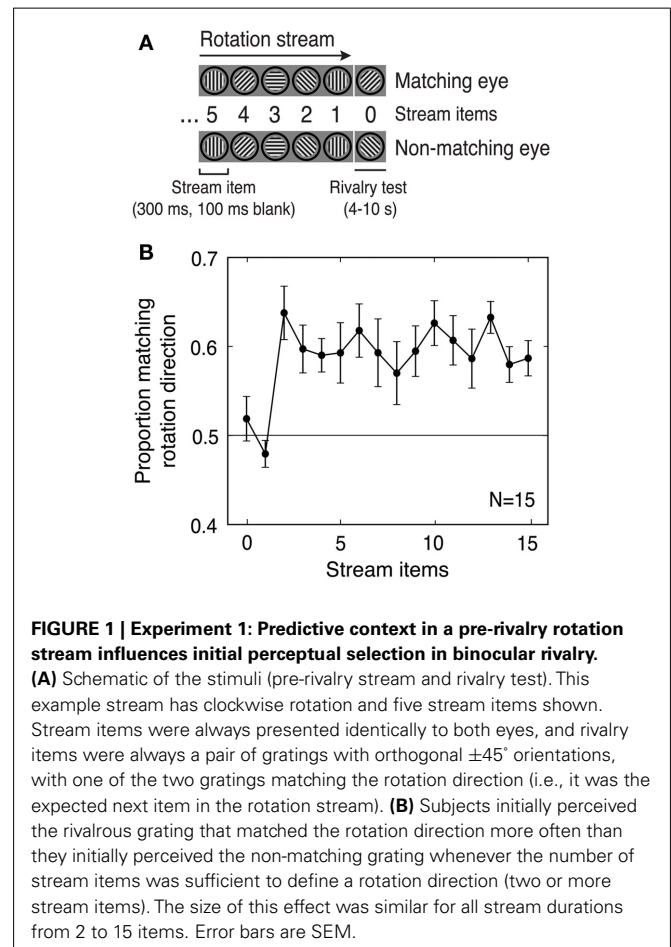 A
Rotation stream
Matching eye
... 5 4 3 2 1 0 Stream items
Non-matching eye
Stream item
(300 ms, 100 ms blank)
Rivalry test
(4-10 s)
B
Proportion matching
rotation direction
0.7
0.6
0.5
0.4
N=15
0 5 10 15
Stream items
FIGURE 1 | Experiment 1: Predictive context in a pre-rivalry rotation
stream influences initial perceptual selection in binocular rivalry.
(A) Schematic of the stimuli (pre-rivalry stream and rivalry test). This
example stream has clockwise rotation and five stream items shown.
Stream items were always presented identically to both eyes, and rivalry
items were always a pair of gratings with orthogonal ±45° orientations,
with one of the two gratings matching the rotation direction (i.e., it was the
expected next item in the rotation stream). (B) Subjects initially perceived
the rivalrous grating that matched the rotation direction more often than
they initially perceived the non-matching grating whenever the number of
stream items was sufficient to define a rotation direction (two or more
stream items). The size of this effect was similar for all stream durations
from 2 to 15 items. Error bars are SEM.